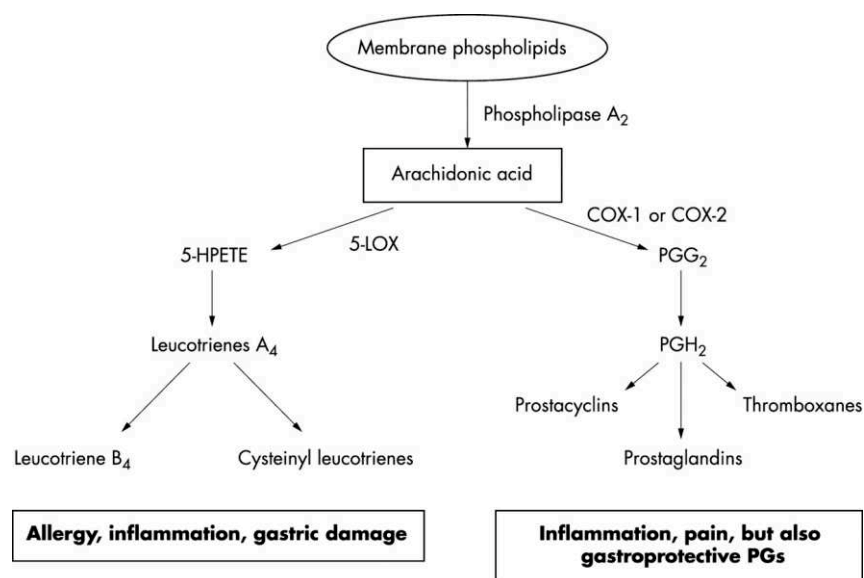 Membrane phospholipids
Phospholipase A₂
Arachidonic acid
COX-1 or COX-2
5-LOX
5-HPETE
PGG₂
Leucotrienes A₄
PGH₂
Prostacyclins
Thromboxanes
Leucotriene B₄
Cysteinyl leucotrienes
Prostaglandins
Allergy, inflammation, gastric damage
Inflammation, pain, but also
gastroprotective PGs